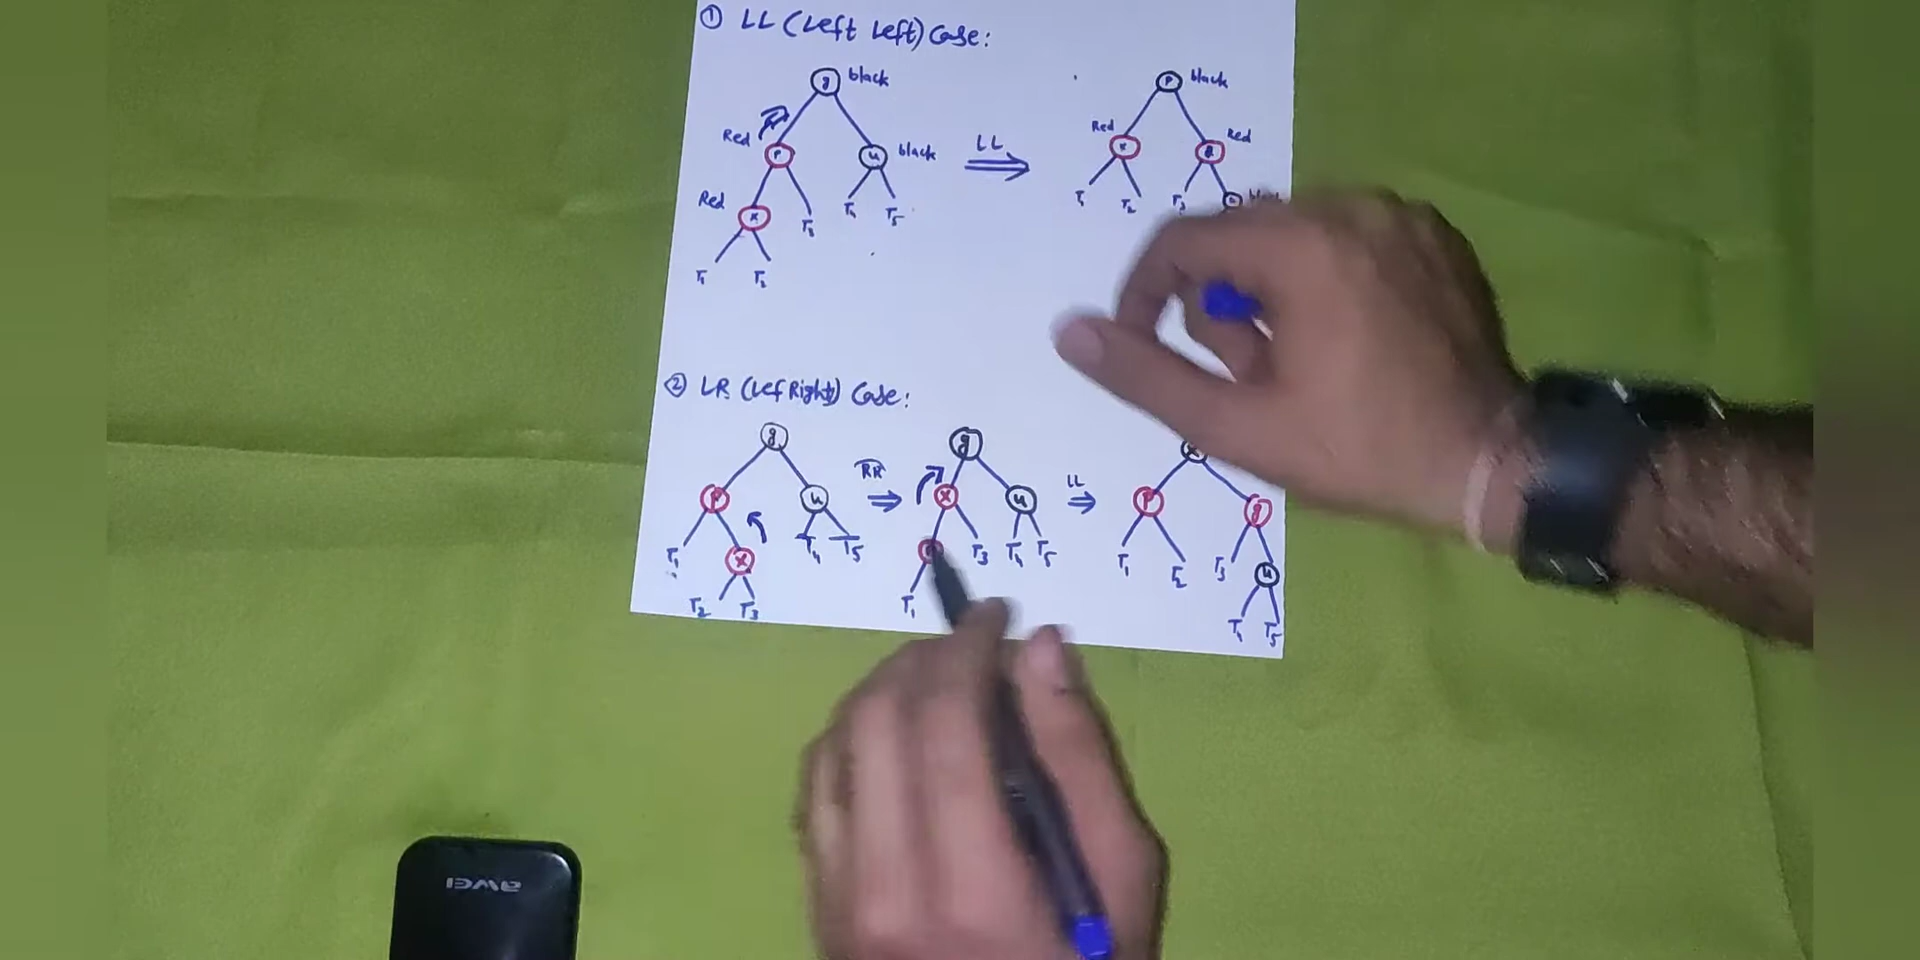 ① LL (Left Left) Case:
g black
Red P
u black
Red x
T3
T4 T5
T1 T2
LL
P black
Red x
Red g
T1 T2 T3
② LR (Lef Right) Case:
g
P u
T1 x T4 T5
T2 T3
RR
g
x u
T3 T4 T5
T1
LL
x
P g
T1 T2 T3 u
T4 T5
awei